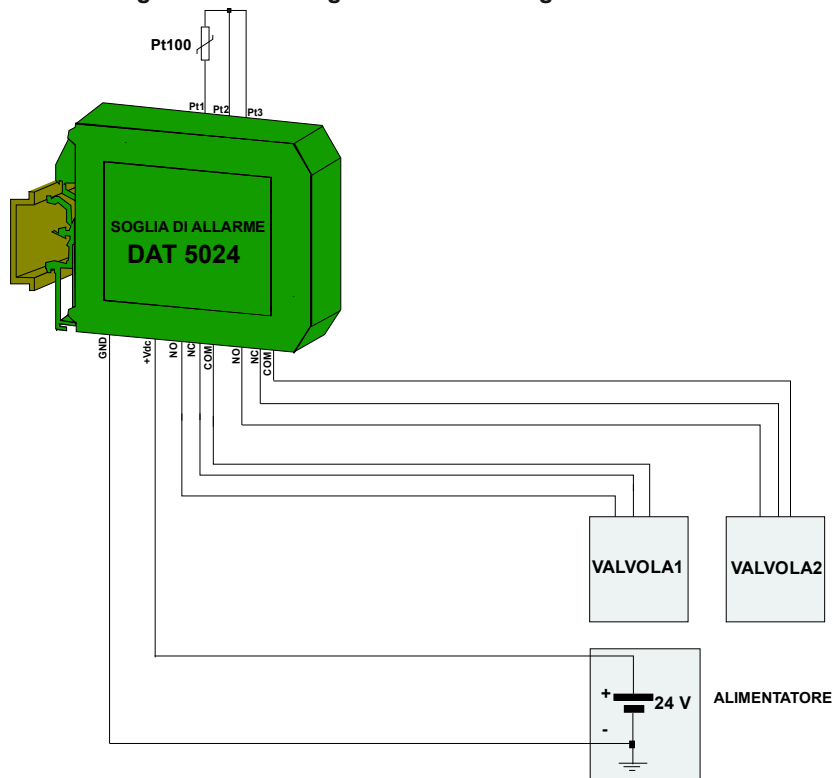 Pt100
Pt1
Pt2
Pt3
SOGLIA DI ALLARME
DAT 5024
GND
+Vdc
NO
NC
COM
NO
NC
COM
VALVOLA1
VALVOLA2
+
24 V
-
ALIMENTATORE